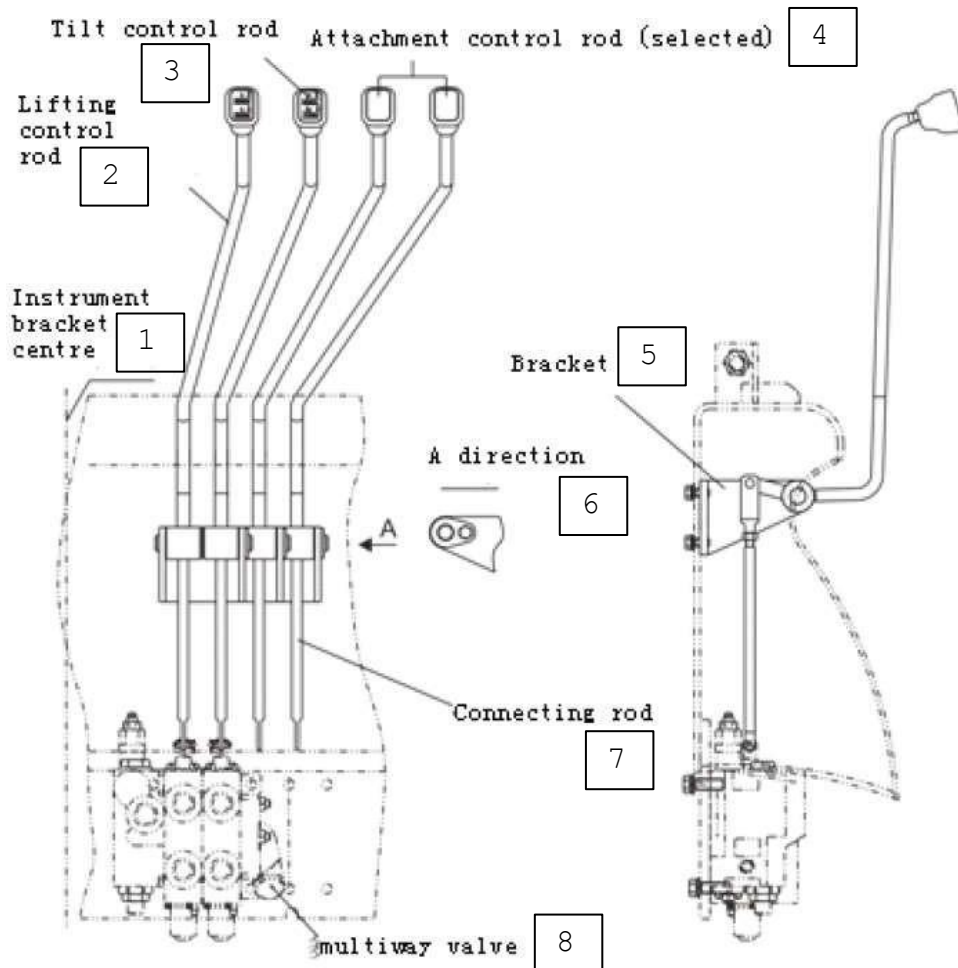 Tilt control rod
3
Attachment control rod (selected)
4
Lifting
control
rod
2
Instrument
bracket
centre
1
Bracket
5
A direction
6
A
Connecting rod
7
multiway valve
8